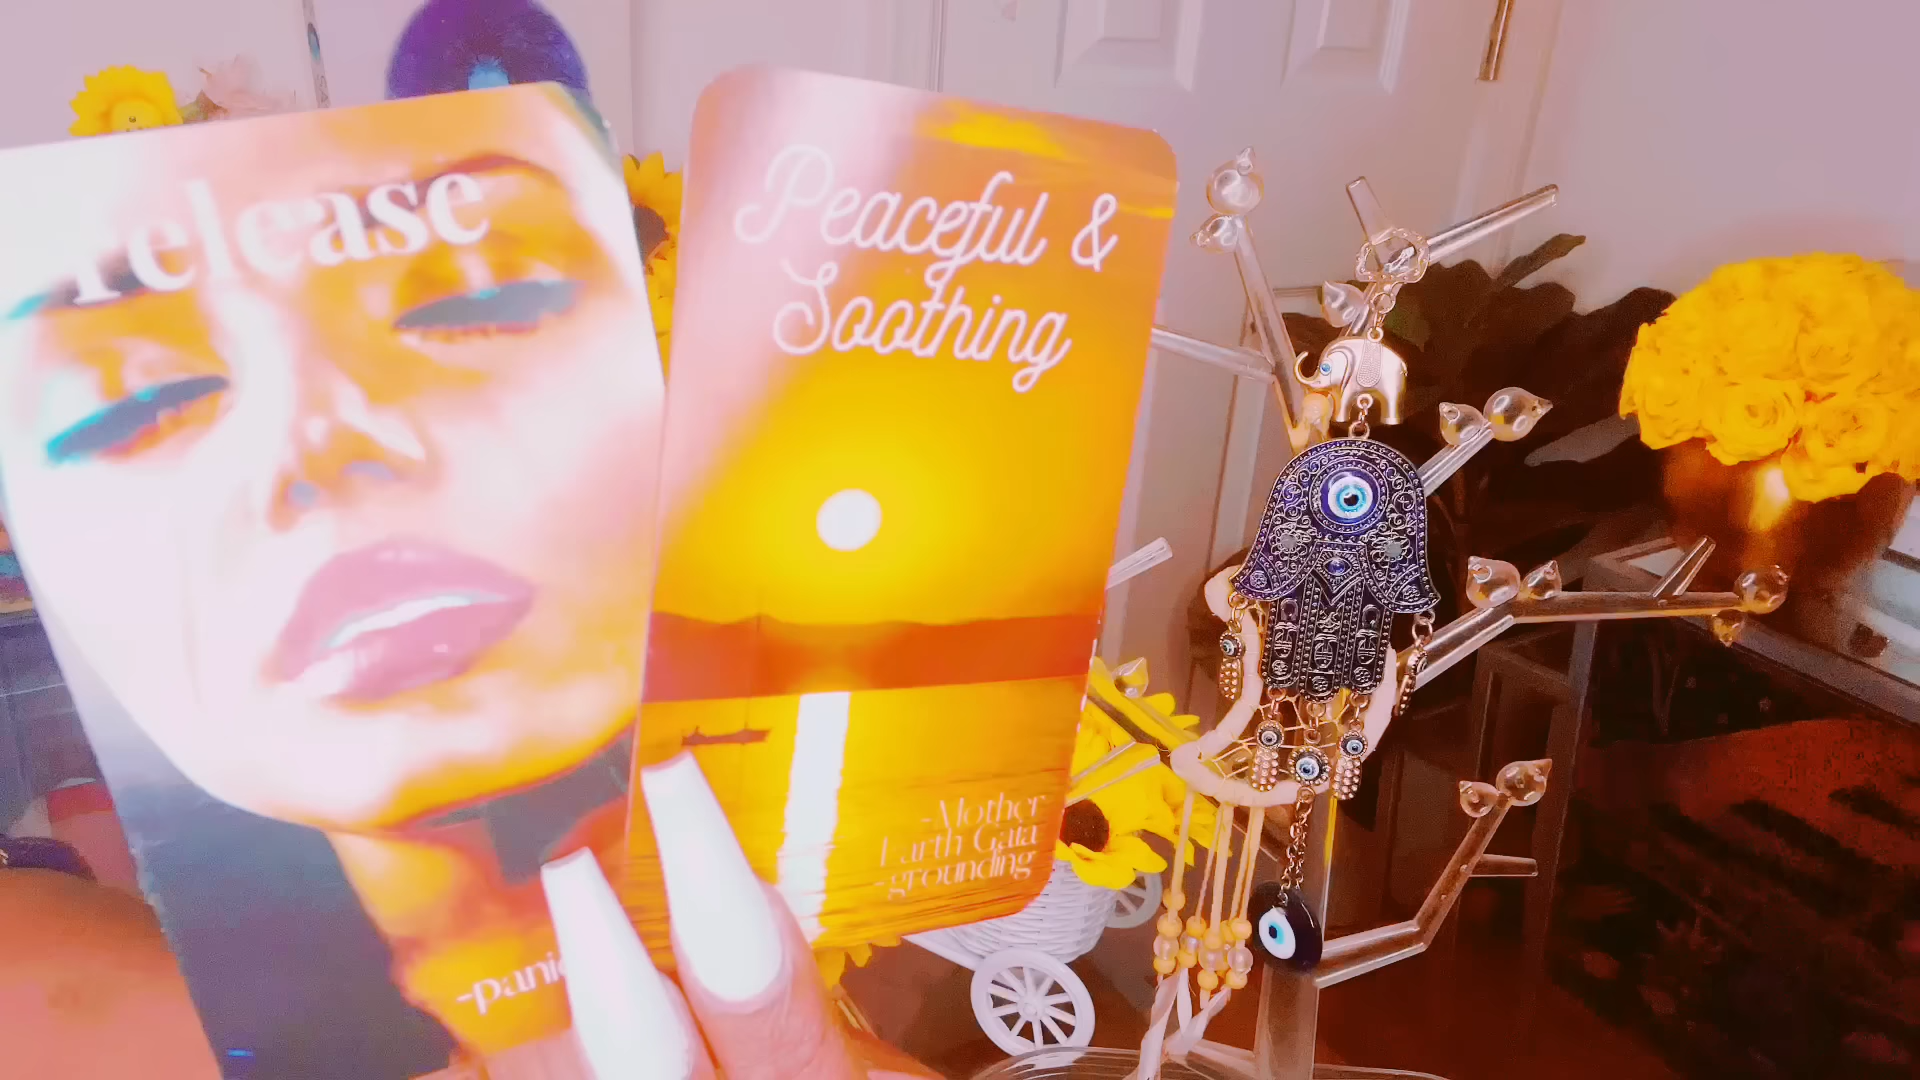 release
Peaceful &
Soothing
-Mother
Earth Gaia
-grounding